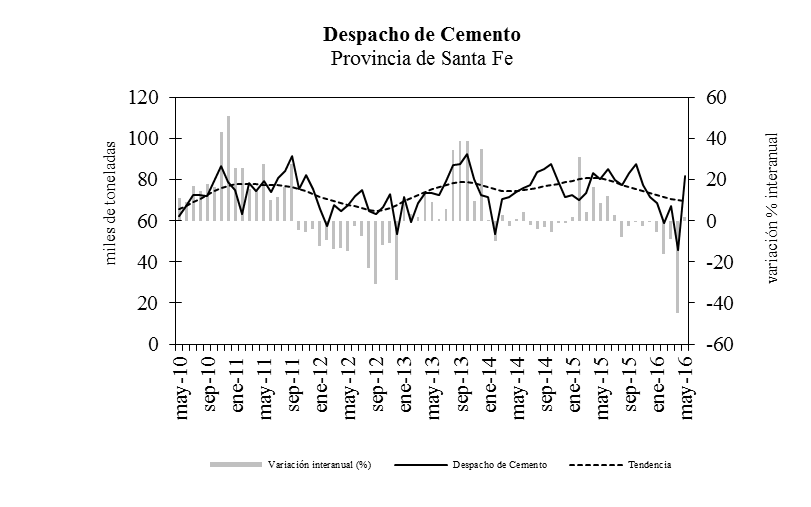 Despacho de Cemento
Provincia de Santa Fe
miles de toneladas
120
100
80
60
40
20
0
60
40
20
0
-20
-40
-60
variación % interanual
may-10
sep-10
ene-11
may-11
sep-11
ene-12
may-12
sep-12
ene-13
may-13
sep-13
ene-14
may-14
sep-14
ene-15
may-15
sep-15
ene-16
may-16
Variación interanual (%) Despacho de Cemento Tendencia